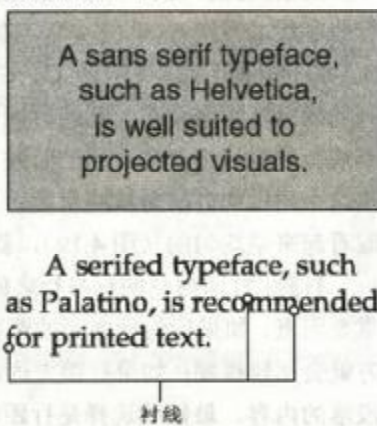 A sans serif typeface,
such as Helvetica,
is well suited to
projected visuals.
A serifed typeface, such
as Palatino, is recommended
for printed text.
衬线